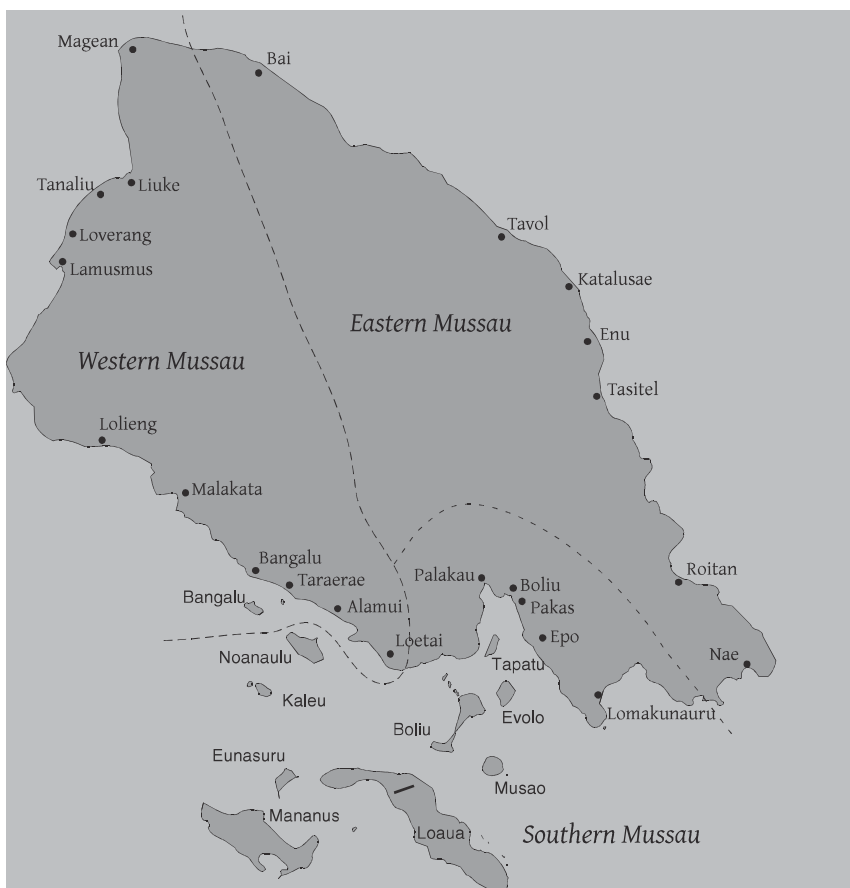 Magean
Bai
Tanaliu
Liuke
Loverang
Lamusmus
Tavol
Katalusae
Eastern Mussau
Enu
Western Mussau
Tasitel
Lolieng
Malakata
Bangalu
Taraerae
Palakau
Boliu
Roitan
Bangalu
Alamui
Pakas
Loetai
Epo
Noanaulu
Tapatu
Nae
Kaleu
Evolo
Lomakunauru
Boliu
Eunasuru
Musao
Mananus
Loaua
Southern Mussau